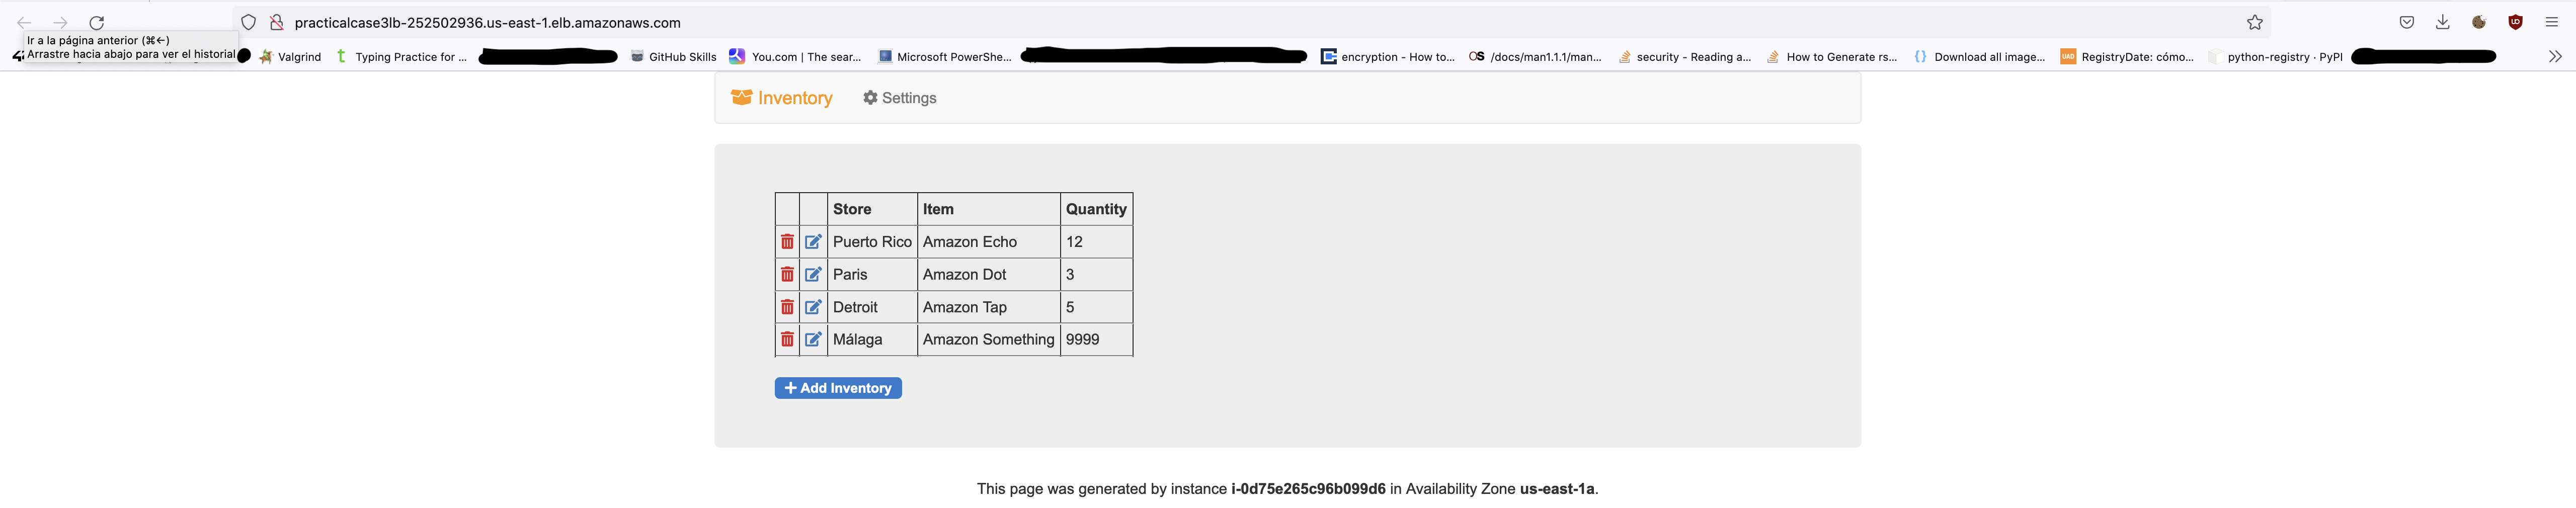 practicalcase3lb-252502936.us-east-1.elb.amazonaws.com
Ir a la página anterior (⌘←)
Arrastre hacia abajo para ver el historial
Valgrind
Typing Practice for ...
GitHub Skills
You.com | The sear...
Microsoft PowerShe...
encryption - How to...
OS /docs/man1.1.1/man...
security - Reading a...
How to Generate rs...
{} Download all image...
UAD RegistryDate: cómo...
python-registry · PyPI
Inventory
Settings
Store Item Quantity
Puerto Rico Amazon Echo 12
Paris Amazon Dot 3
Detroit Amazon Tap 5
Málaga Amazon Something 9999
+ Add Inventory
This page was generated by instance i-0d75e265c96b099d6 in Availability Zone us-east-1a.